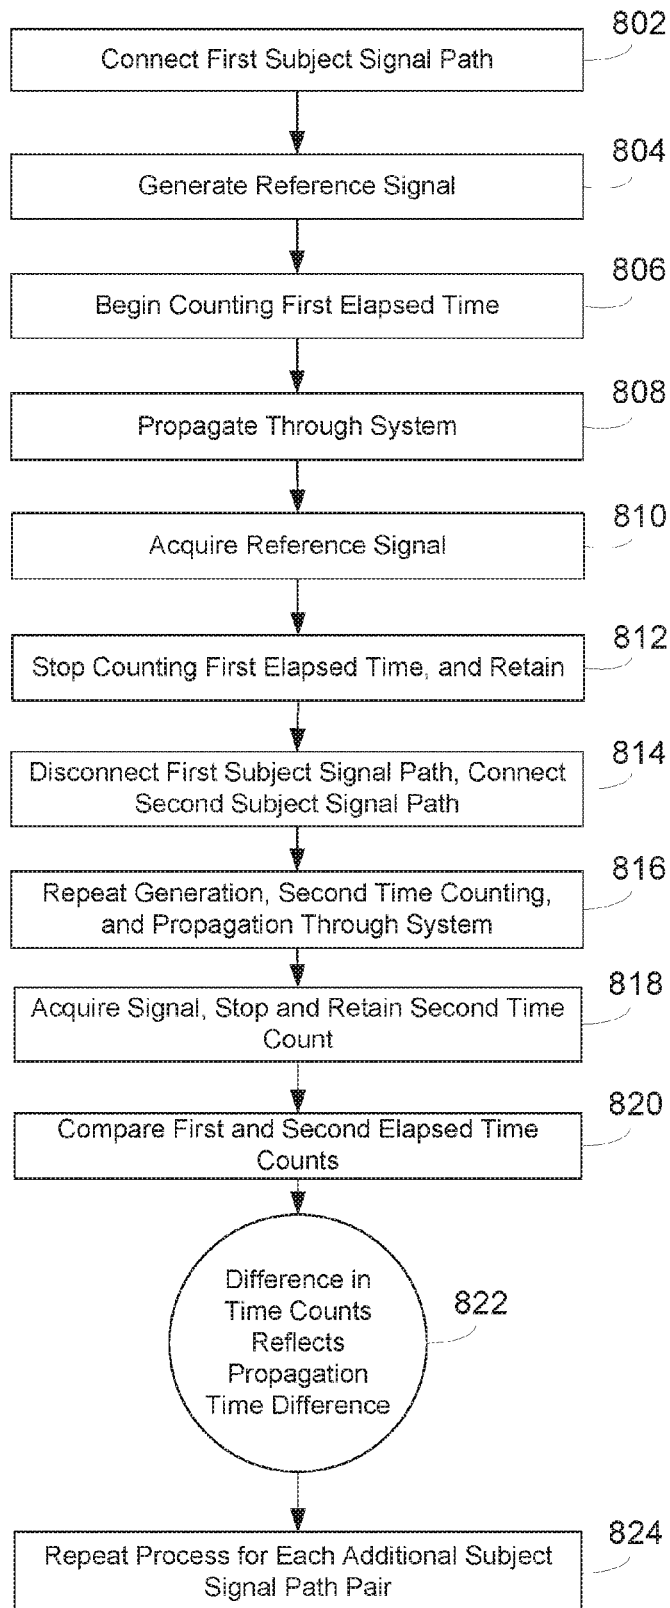 802
Connect First Subject Signal Path
804
Generate Reference Signal
806
Begin Counting First Elapsed Time
808
Propagate Through System
810
Acquire Reference Signal
812
Stop Counting First Elapsed Time, and Retain
814
Disconnect First Subject Signal Path, Connect
Second Subject Signal Path
816
Repeat Generation, Second Time Counting,
and Propagation Through System
818
Acquire Signal, Stop and Retain Second Time
Count
820
Compare First and Second Elapsed Time
Counts
822
Difference in
Time Counts
Reflects
Propagation
Time Difference
824
Repeat Process for Each Additional Subject
Signal Path Pair